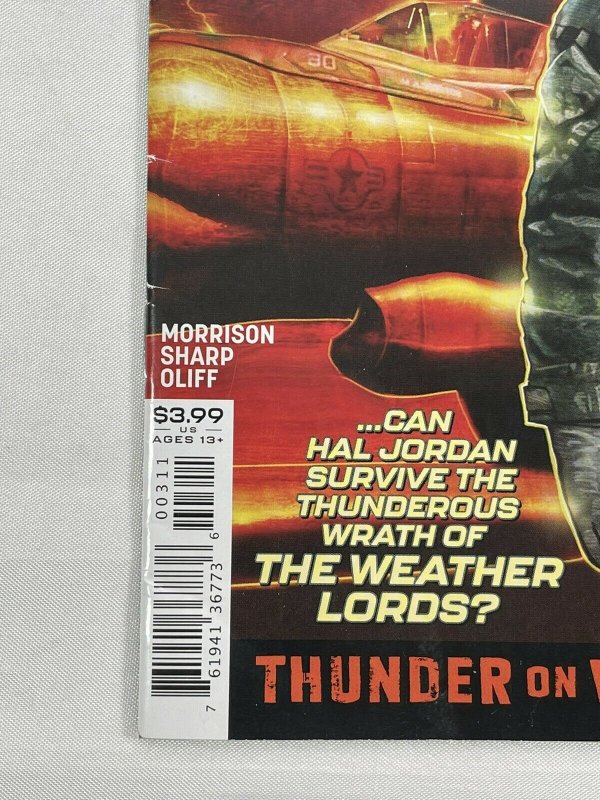 30
MORRISON
SHARP
OLIFF
$3.99
US
AGES 13+
00311
7 61941 36773 6
...CAN
HAL JORDAN
SURVIVE THE
THUNDEROUS
WRATH OF
THE WEATHER
LORDS?
THUNDER ON